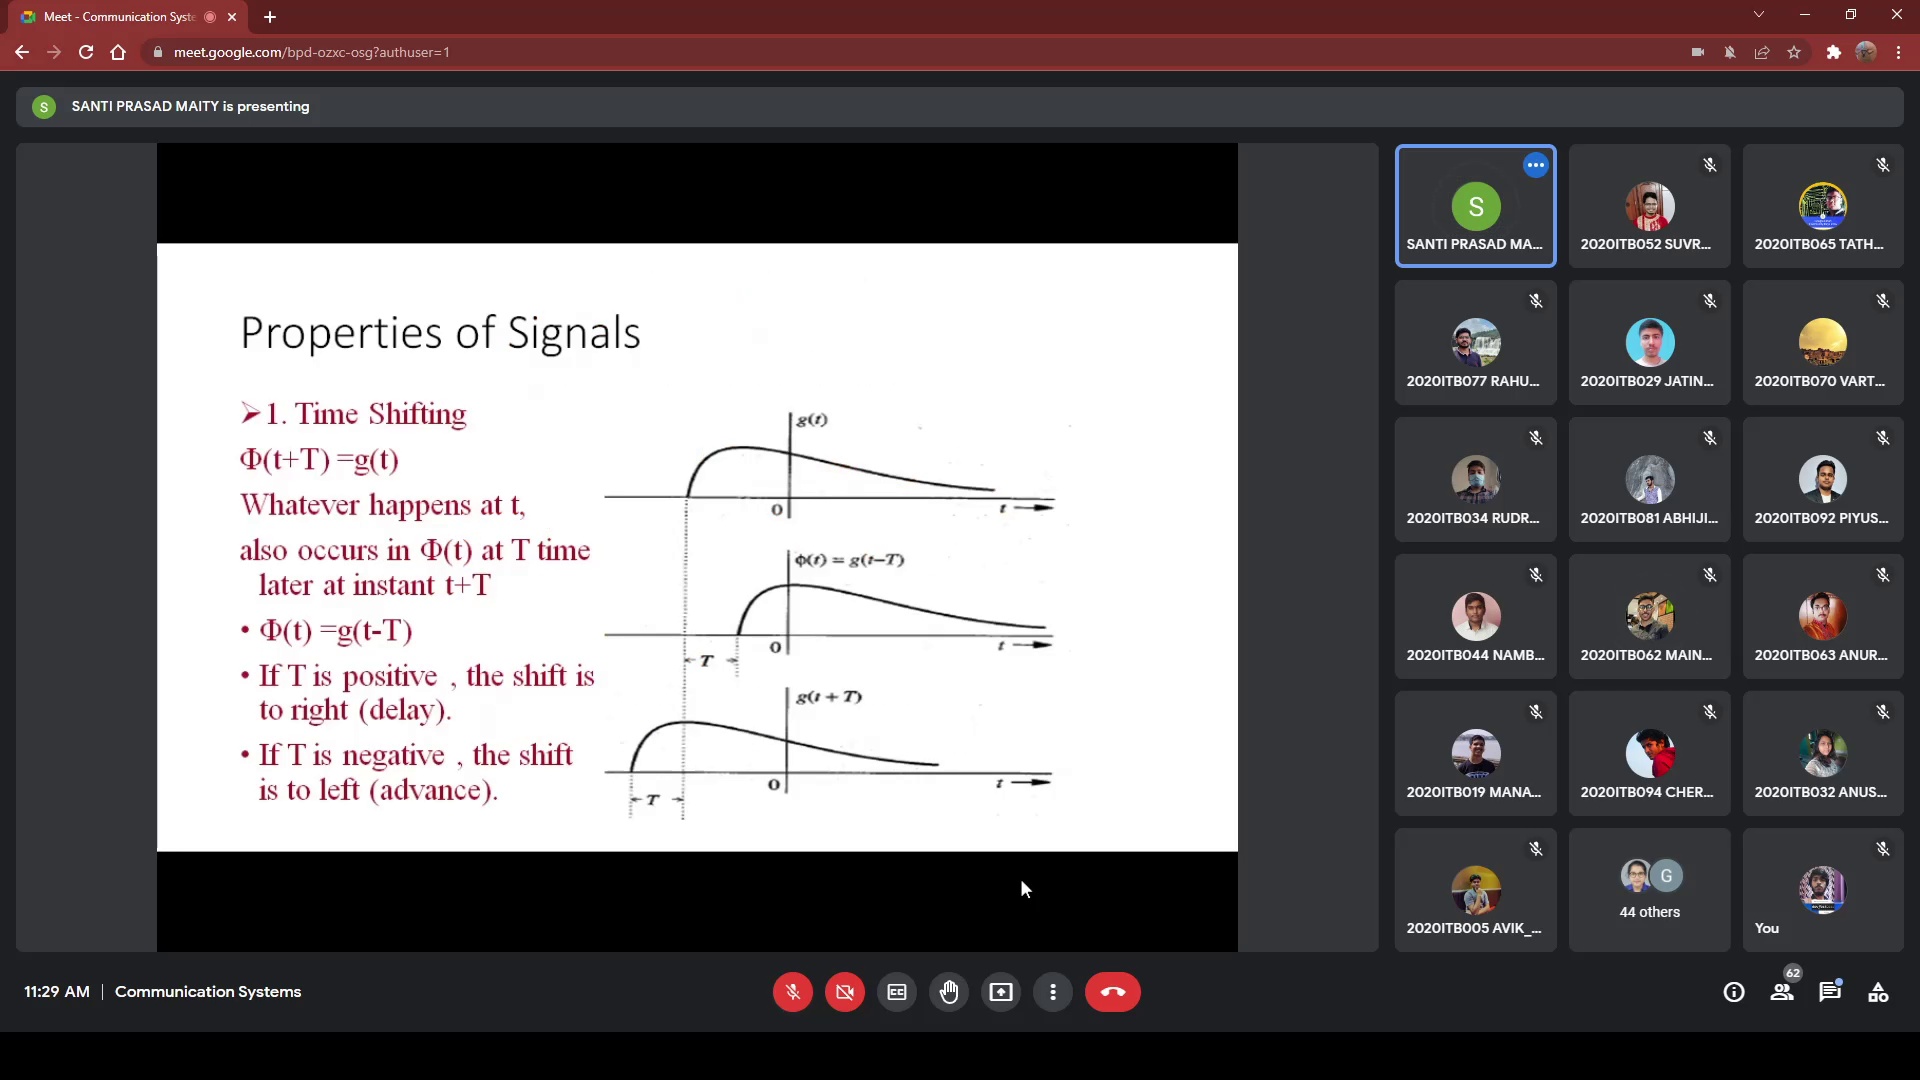 Meet - Communication Syste
meet.google.com/bpd-ozxc-osg?authuser=1
S
SANTI PRASAD MAITY is presenting
Properties of Signals
➢1. Time Shifting
Φ(t+T) =g(t)
Whatever happens at t,
also occurs in Φ(t) at T time
later at instant t+T
• Φ(t) =g(t-T)
• If T is positive , the shift is
to right (delay).
• If T is negative , the shift
is to left (advance).
g(t)
0
t
ϕ(t) = g(t−T)
0
t
T
g(t + T)
0
t
T
S
SANTI PRASAD MA...
2020ITB052 SUVR...
2020ITB065 TATH...
2020ITB077 RAHU...
2020ITB029 JATIN...
2020ITB070 VART...
2020ITB034 RUDR...
2020ITB081 ABHIJI...
2020ITB092 PIYUS...
2020ITB044 NAMB...
2020ITB062 MAIN...
2020ITB063 ANUR...
2020ITB019 MANA...
2020ITB094 CHER...
2020ITB032 ANUS...
2020ITB005 AVIK_...
G
44 others
You
11:29 AM | Communication Systems
62